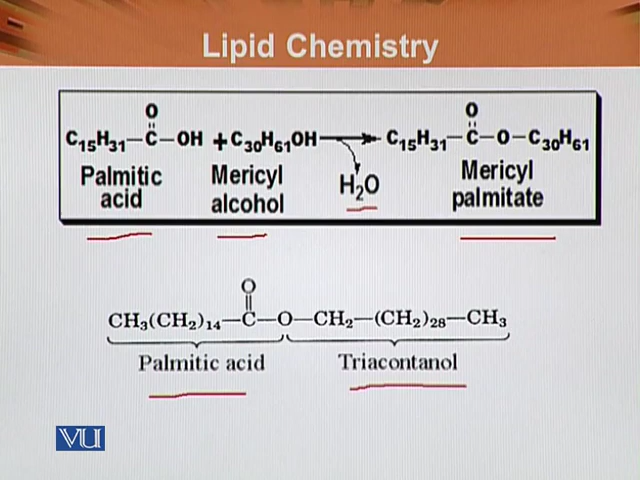 Lipid Chemistry
O
C₁₅H₃₁–C–OH + C₃₀H₆₁OH → C₁₅H₃₁–C–O–C₃₀H₆₁
O
Palmitic acid
Mericyl alcohol
H₂O
Mericyl palmitate
O
CH₃(CH₂)₁₄–C–O–CH₂–(CH₂)₂₈–CH₃
Palmitic acid Triacontanol
VU